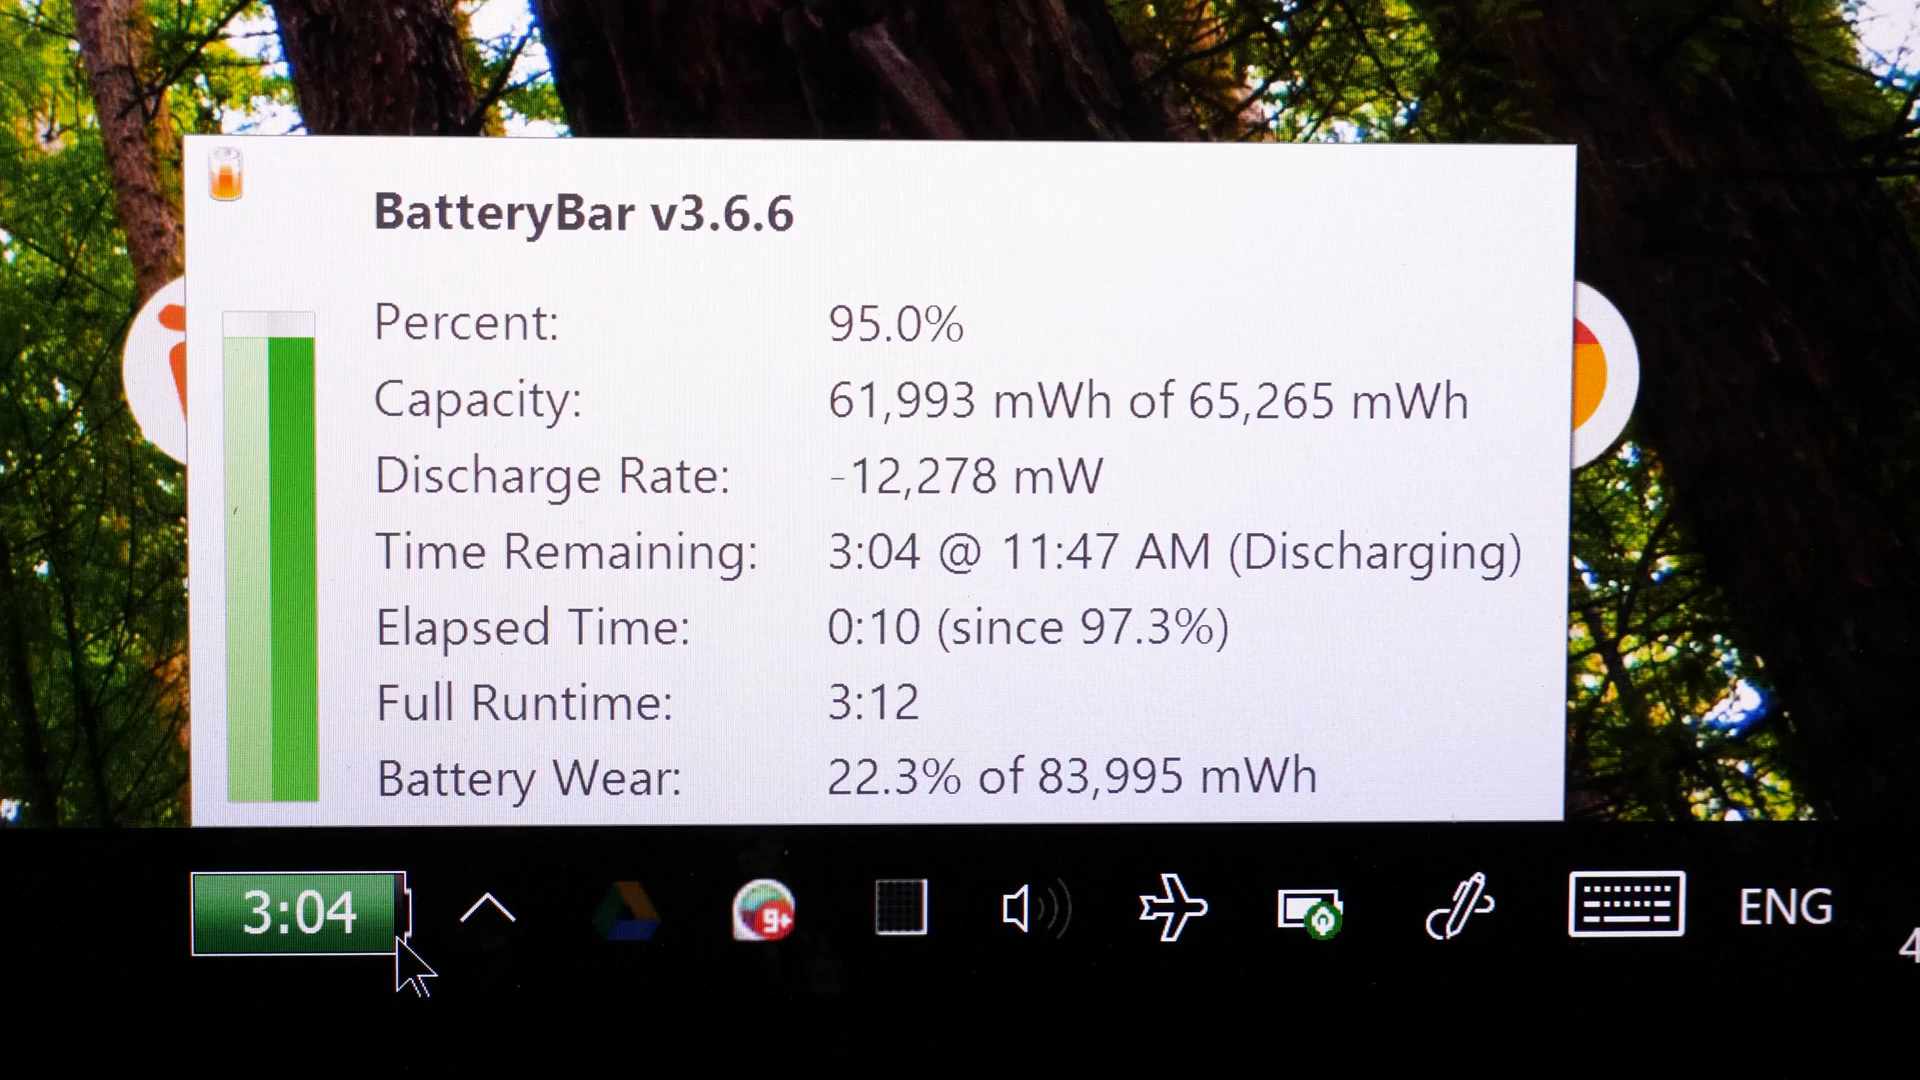 BatteryBar v3.6.6
Percent: 95.0%
Capacity: 61,993 mWh of 65,265 mWh
Discharge Rate: -12,278 mW
Time Remaining: 3:04 @ 11:47 AM (Discharging)
Elapsed Time: 0:10 (since 97.3%)
Full Runtime: 3:12
Battery Wear: 22.3% of 83,995 mWh
3:04 9+ ENG
4